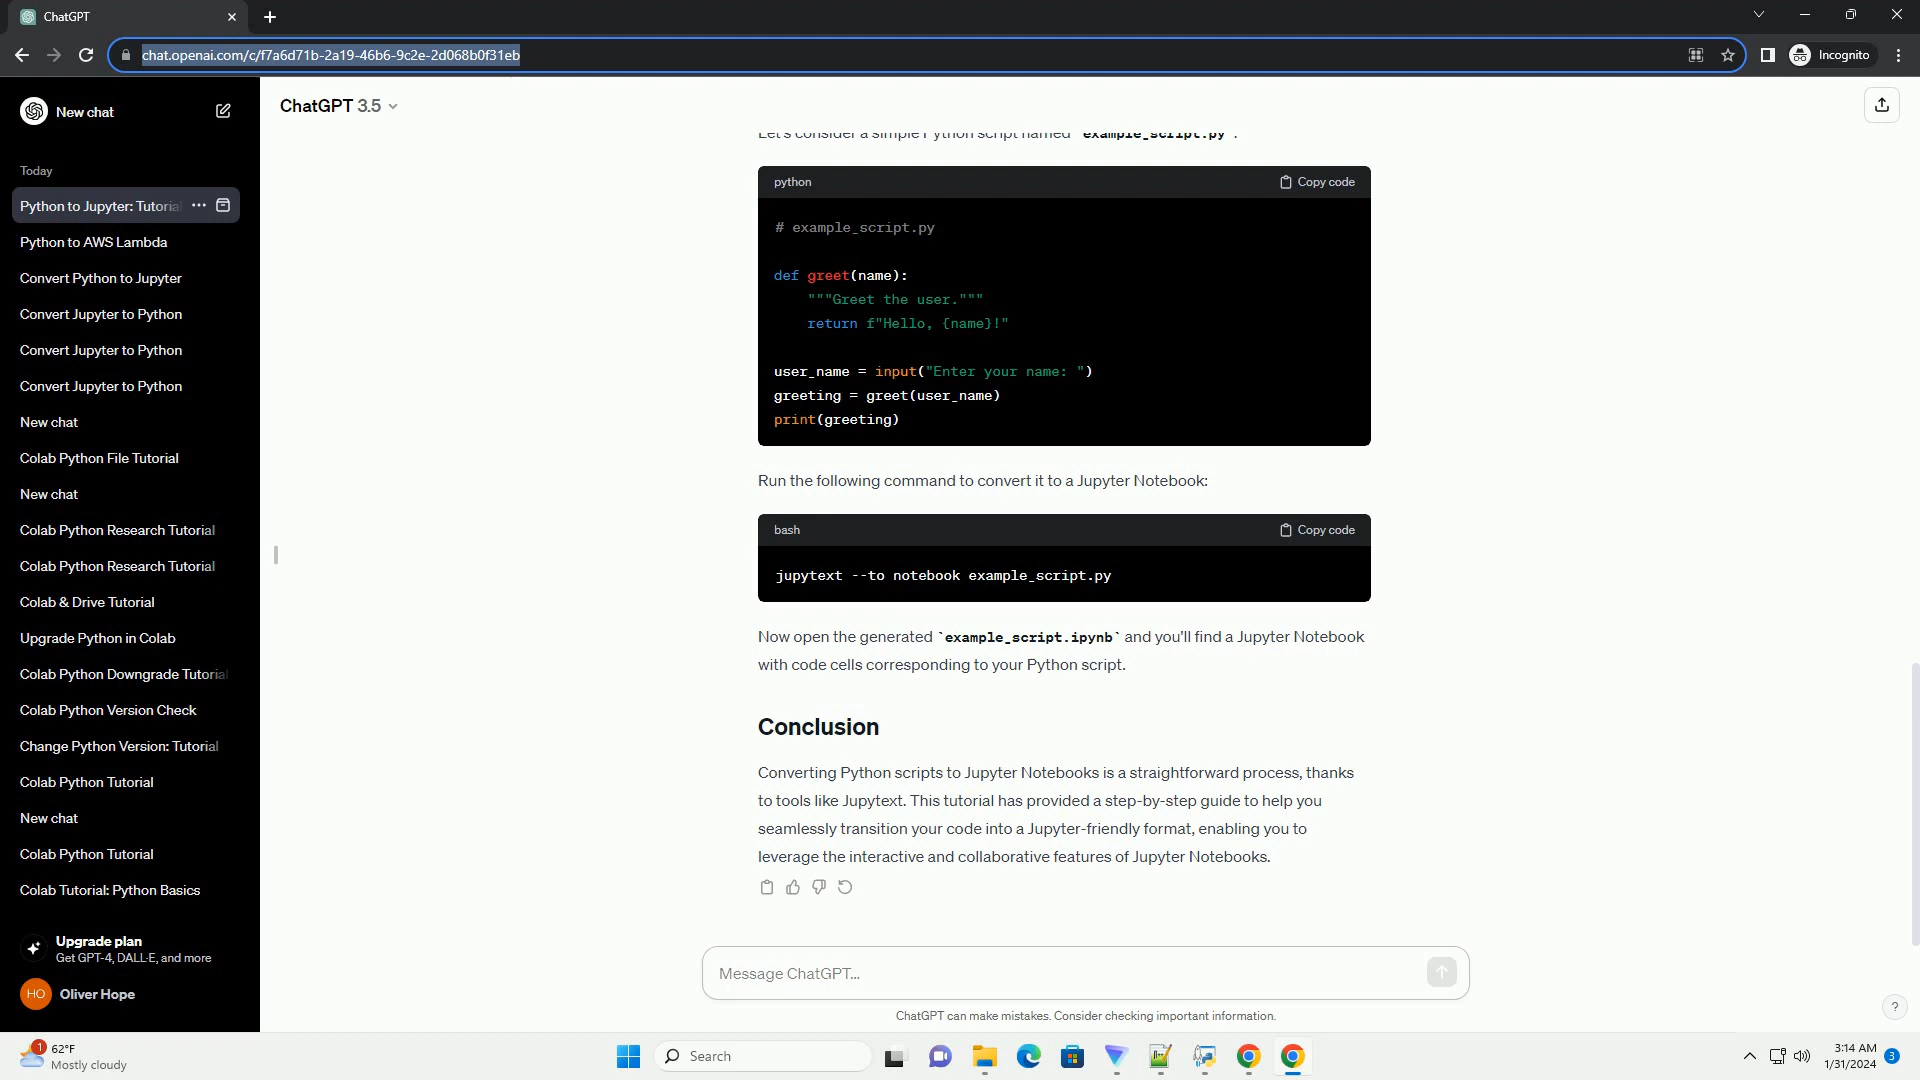 ChatGPT
chat.openai.com/c/f7a6d71b-2a19-46b6-9c2e-2d068b0f31eb
Incognito
New chat
Today
Python to Jupyter: Tutorial
Python to AWS Lambda
Convert Python to Jupyter
Convert Jupyter to Python
Convert Jupyter to Python
Convert Jupyter to Python
New chat
Colab Python File Tutorial
New chat
Colab Python Research Tutorial
Colab Python Research Tutorial
Colab & Drive Tutorial
Upgrade Python in Colab
Colab Python Downgrade Tutorial
Colab Python Version Check
Change Python Version: Tutorial
Colab Python Tutorial
New chat
Colab Python Tutorial
Colab Tutorial: Python Basics
Upgrade plan
Get GPT-4, DALL·E, and more
HO Oliver Hope
ChatGPT 3.5
Let's consider a simple Python script named `example_script.py`.
python Copy code
# example_script.py
def greet(name):
"""Greet the user."""
return f"Hello, {name}!"
user_name = input("Enter your name: ")
greeting = greet(user_name)
print(greeting)
Run the following command to convert it to a Jupyter Notebook:
bash Copy code
jupytext --to notebook example_script.py
Now open the generated `example_script.ipynb` and you'll find a Jupyter Notebook
with code cells corresponding to your Python script.
Conclusion
Converting Python scripts to Jupyter Notebooks is a straightforward process, thanks
to tools like Jupytext. This tutorial has provided a step-by-step guide to help you
seamlessly transition your code into a Jupyter-friendly format, enabling you to
leverage the interactive and collaborative features of Jupyter Notebooks.
Message ChatGPT...
ChatGPT can make mistakes. Consider checking important information.
?
1
62°F
Mostly cloudy
Search
3:14 AM
1/31/2024
3